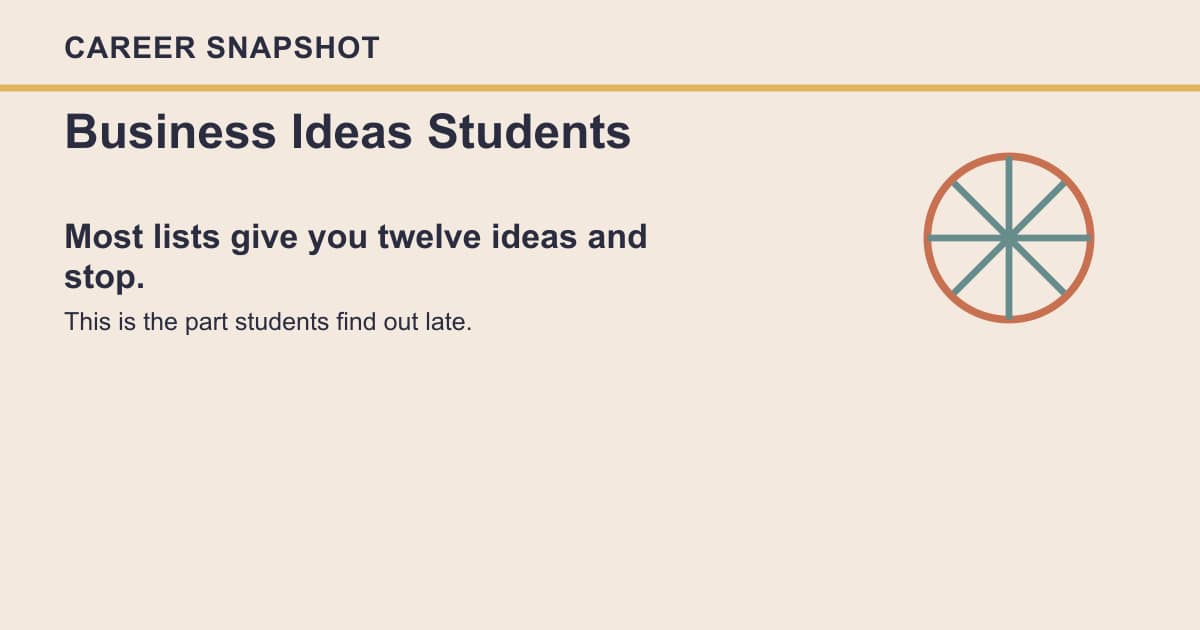 CAREER SNAPSHOT
Business Ideas Students
Most lists give you twelve ideas and
stop.
This is the part students find out late.